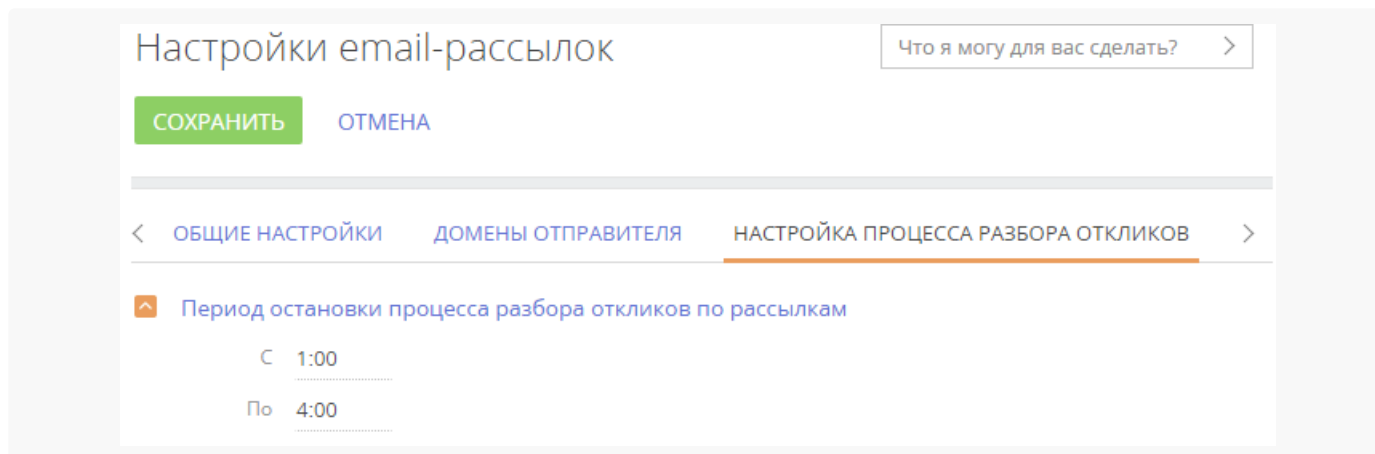 Настройки email-рассылок
Что я могу для вас сделать?
СОХРАНИТЬ ОТМЕНА
ОБЩИЕ НАСТРОЙКИ ДОМЕНЫ ОТПРАВИТЕЛЯ НАСТРОЙКА ПРОЦЕССА РАЗБОРА ОТКЛИКОВ
Период остановки процесса разбора откликов по рассылкам
С 1:00
По 4:00